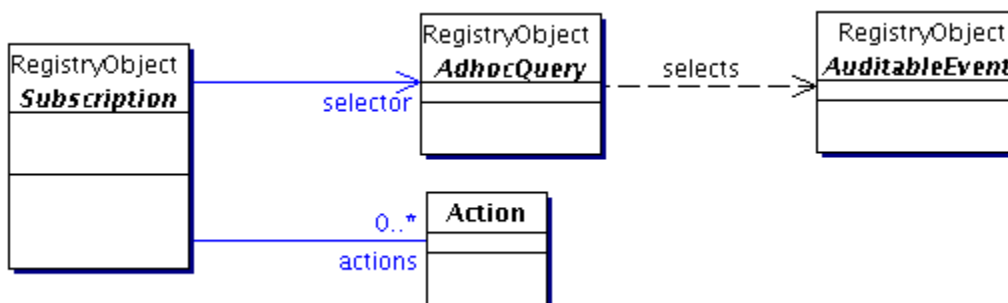 RegistryObject
Subscription
selector
RegistryObject
AdhocQuery
selects
RegistryObject
AuditableEvent
0..*
actions
Action